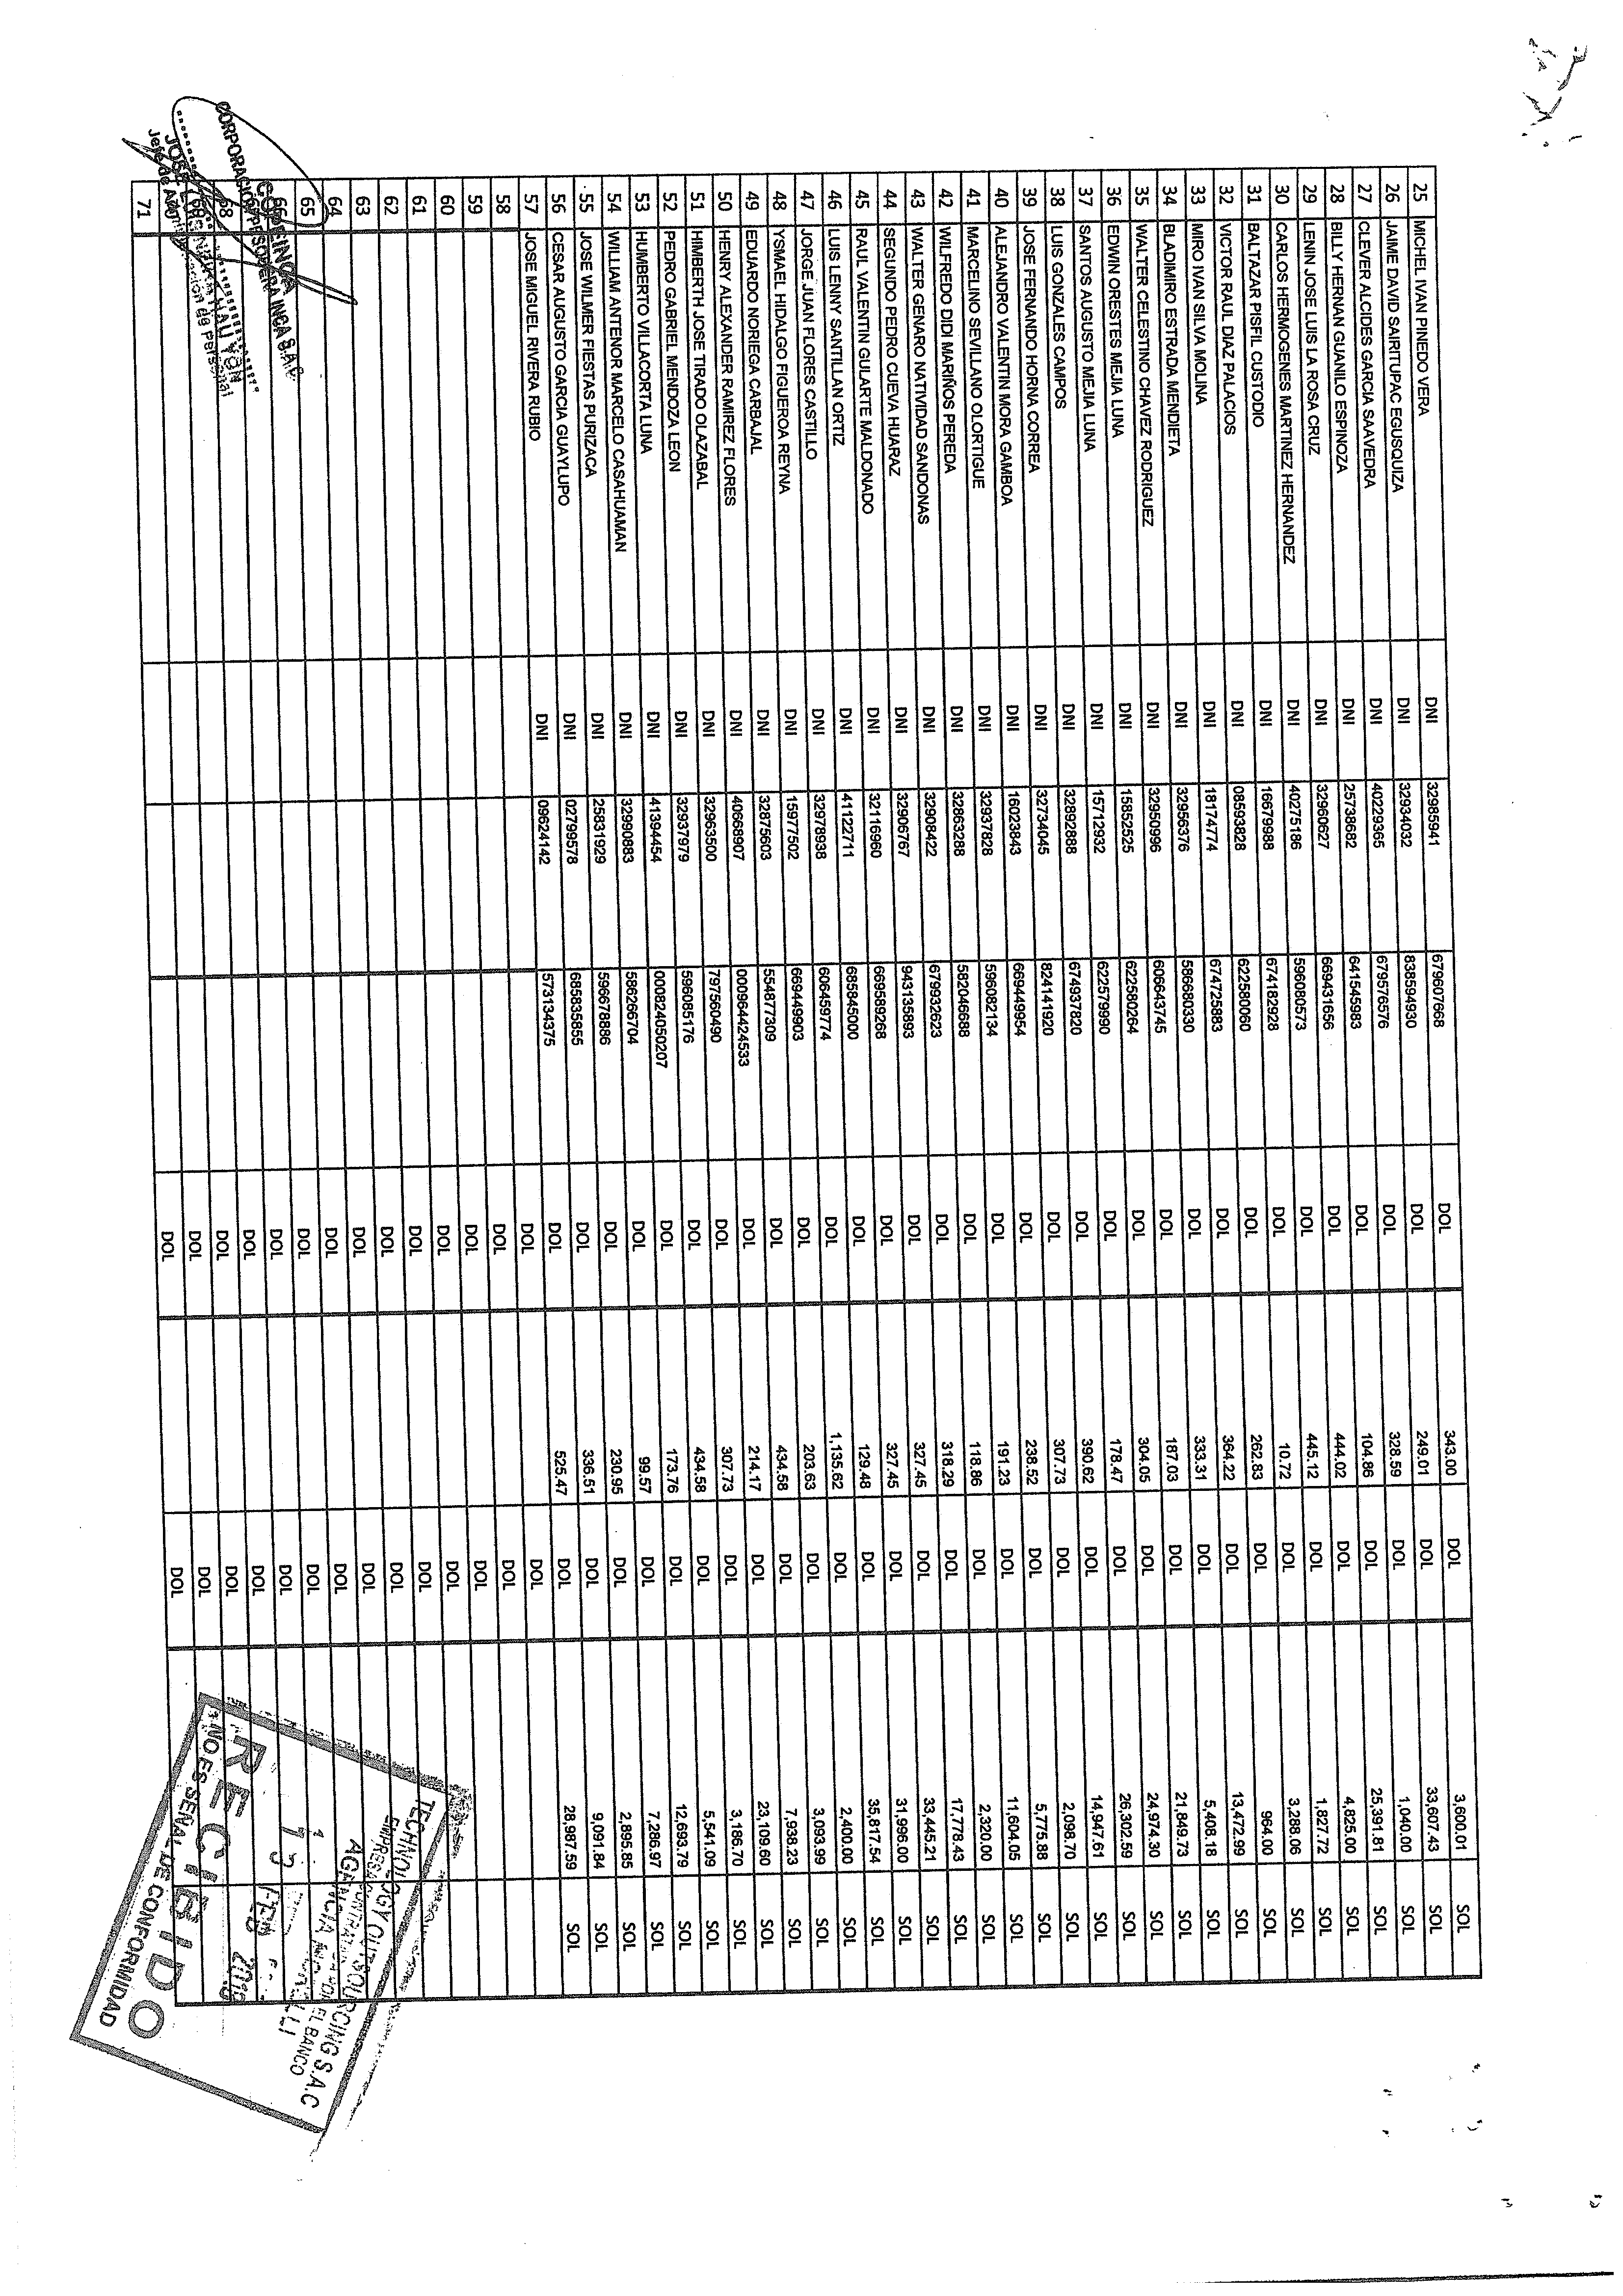 25 MICHEL IVAN PINEDO VERA DNI 32985941 679607668 DOL 343.00 DOL 3,600.01 SOL
26 JAIME DAVID SAIRITUPAC EGUSQUIZA DNI 32934032 838594930 DOL 249.01 DOL 33,607.43 SOL
27 CLEVER ALCIDES GARCIA SAAVEDRA DNI 40229365 679576576 DOL 328.59 DOL 1,040.00 SOL
28 BILLY HERNAN GUANILO ESPINOZA DNI 25738682 641545983 DOL 104.86 DOL 25,391.81 SOL
29 LENIN JOSE LUIS LA ROSA CRUZ DNI 32960627 669431656 DOL 444.02 DOL 4,825.00 SOL
30 CARLOS HERMOGENES MARTINEZ HERNANDEZ DNI 40275186 596080573 DOL 445.12 DOL 1,827.72 SOL
31 BALTAZAR PISFIL CUSTODIO DNI 16679988 674182928 DOL 10.72 DOL 3,288.06 SOL
32 VICTOR RAUL DIAZ PALACIOS DNI 08593828 622580060 DOL 262.83 DOL 964.00 SOL
33 MIRO IVAN SILVA MOLINA DNI 18174774 674725883 DOL 364.22 DOL 13,472.99 SOL
34 BLADIMIRO ESTRADA MENDIETA DNI 32956376 586680330 DOL 333.31 DOL 5,408.18 SOL
35 WALTER CELESTINO CHAVEZ RODRIGUEZ DNI 32950996 606643745 DOL 187.03 DOL 21,849.73 SOL
36 EDWIN ORESTES MEJIA LUNA DNI 15852525 622580264 DOL 304.05 DOL 24,974.30 SOL
37 SANTOS AUGUSTO MEJIA LUNA DNI 15712932 622579990 DOL 178.47 DOL 26,302.59 SOL
38 LUIS GONZALES CAMPOS DNI 32892888 674937820 DOL 390.62 DOL 14,947.61 SOL
39 JOSE FERNANDO HORNA CORREA DNI 32734045 824141920 DOL 307.73 DOL 2,098.70 SOL
40 ALEJANDRO VALENTIN MORA GAMBOA DNI 16023843 669449954 DOL 238.52 DOL 5,775.88 SOL
41 MARCELINO SEVILLANO OLORTIGUE DNI 32937828 596082134 DOL 191.23 DOL 11,604.05 SOL
42 WILFREDO DIDI MARIÑOS PEREDA DNI 32863288 582046688 DOL 118.86 DOL 2,320.00 SOL
43 WALTER GENARO NATIVIDAD SANDONAS DNI 32908422 679932623 DOL 318.29 DOL 17,778.43 SOL
44 SEGUNDO PEDRO CUEVA HUARAZ DNI 32906767 943135893 DOL 327.45 DOL 33,445.21 SOL
45 RAUL VALENTIN GULARTE MALDONADO DNI 32116960 669589268 DOL 327.45 DOL 31,996.00 SOL
46 LUIS LENNY SANTILLAN ORTIZ DNI 41122711 685845000 DOL 129.48 DOL 35,817.54 SOL
47 JORGE JUAN FLORES CASTILLO DNI 32978938 606459774 DOL 1,135.62 DOL 2,400.00 SOL
48 YSMAEL HIDALGO FIGUEROA REYNA DNI 15977502 669449903 DOL 203.63 DOL 3,093.99 SOL
49 EDUARDO NORIEGA CARBAJAL DNI 32875603 554877309 DOL 434.58 DOL 7,938.23 SOL
50 HENRY ALEXANDER RAMIREZ FLORES DNI 40668907 000964424533 DOL 214.17 DOL 23,109.60 SOL
51 HIMBERTH JOSE TIRADO OLAZABAL DNI 32963500 7975560490 DOL 307.73 DOL 3,186.70 SOL
52 PEDRO GABRIEL MENDOZA LEON DNI 32937979 596085176 DOL 434.58 DOL 5,541.09 SOL
53 HUMBERTO VILLACORTA LUNA DNI 41394454 000824050207 DOL 173.76 DOL 12,693.79 SOL
54 WILLIAM ANTENOR MARCELO CASAHUAMAN DNI 32990883 586266704 DOL 99.57 DOL 7,286.97 SOL
55 JOSE WILMER FIESTAS PURIZACA DNI 25831929 596678886 DOL 230.95 DOL 2,895.85 SOL
56 CESAR AUGUSTO GARCIA GUAYLUPO DNI 02799578 685835855 DOL 336.51 DOL 9,091.84 SOL
57 JOSE MIGUEL RIVERA RUBIO DNI 09624142 573134375 DOL 525.47 DOL 28,987.59 SOL
58 DOL DOL
59 DOL DOL
60 DOL DOL
61 DOL DOL
62 DOL DOL
63 DOL DOL
64 DOL DOL
65 DOL DOL
66 DOL DOL
DOL DOL
68 DOL DOL
DOL DOL
DOL DOL
71 DOL DOL
COPEINCA
CORPORACION PESQUERA INCA S.A.C
JOSE
Jefe de Administración de Personal
TECHNOLOGY OUTSOURCING S.A.C
EL BANCO
AGENCIA
13 FEB
RECIBIDO
NO ES SEÑAL DE CONFORMIDAD